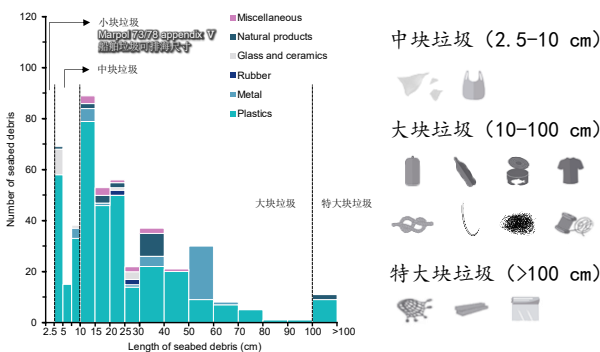 120
100
80
60
40
20
0
Number of seabed debris
小块垃圾
Marpol 73/78 appendix V
船舶垃圾可排海尺寸
中块垃圾
Miscellaneous
Natural products
Glass and ceramics
Rubber
Metal
Plastics
大块垃圾
特大块垃圾
2.5 5 10 15 20 25 30 40 50 60 70 80 90 100 >100
Length of seabed debris (cm)
中块垃圾 (2.5-10 cm)
大块垃圾 (10-100 cm)
特大块垃圾 (>100 cm)